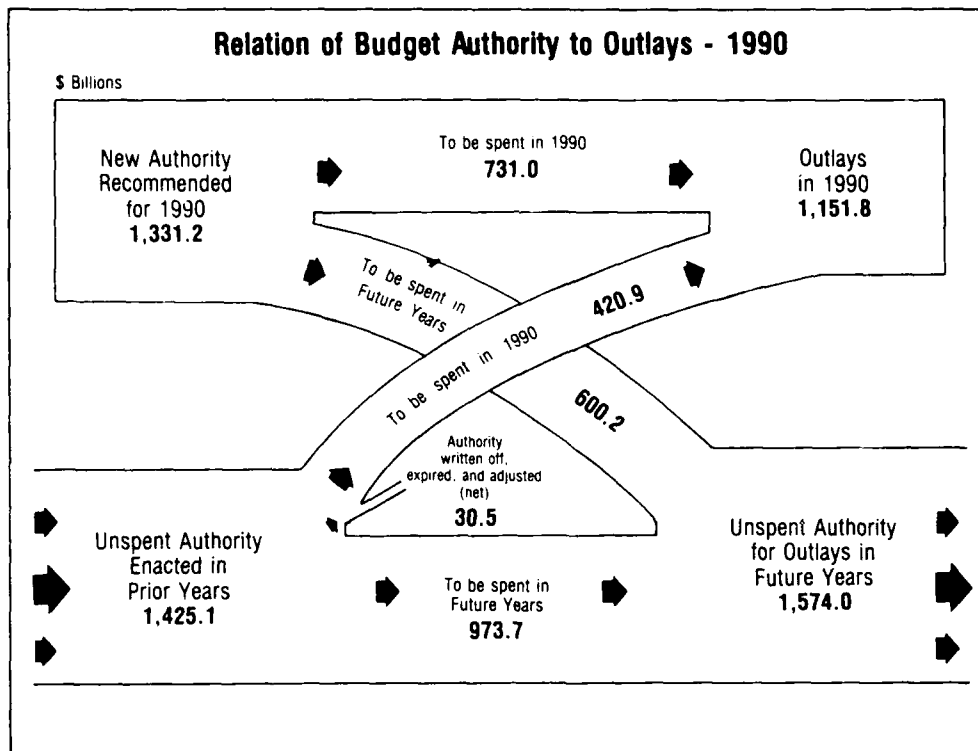 Relation of Budget Authority to Outlays - 1990
$ Billions
New Authority
Recommended
for 1990
1,331.2
To be spent in 1990
731.0
Outlays
in 1990
1,151.8
To be spent in
Future Years
To be spent in 1990 420.9
600.2
Authority
written off,
expired, and adjusted
(net)
30.5
Unspent Authority
Enacted in
Prior Years
1,425.1
To be spent in
Future Years
973.7
Unspent Authority
for Outlays in
Future Years
1,574.0